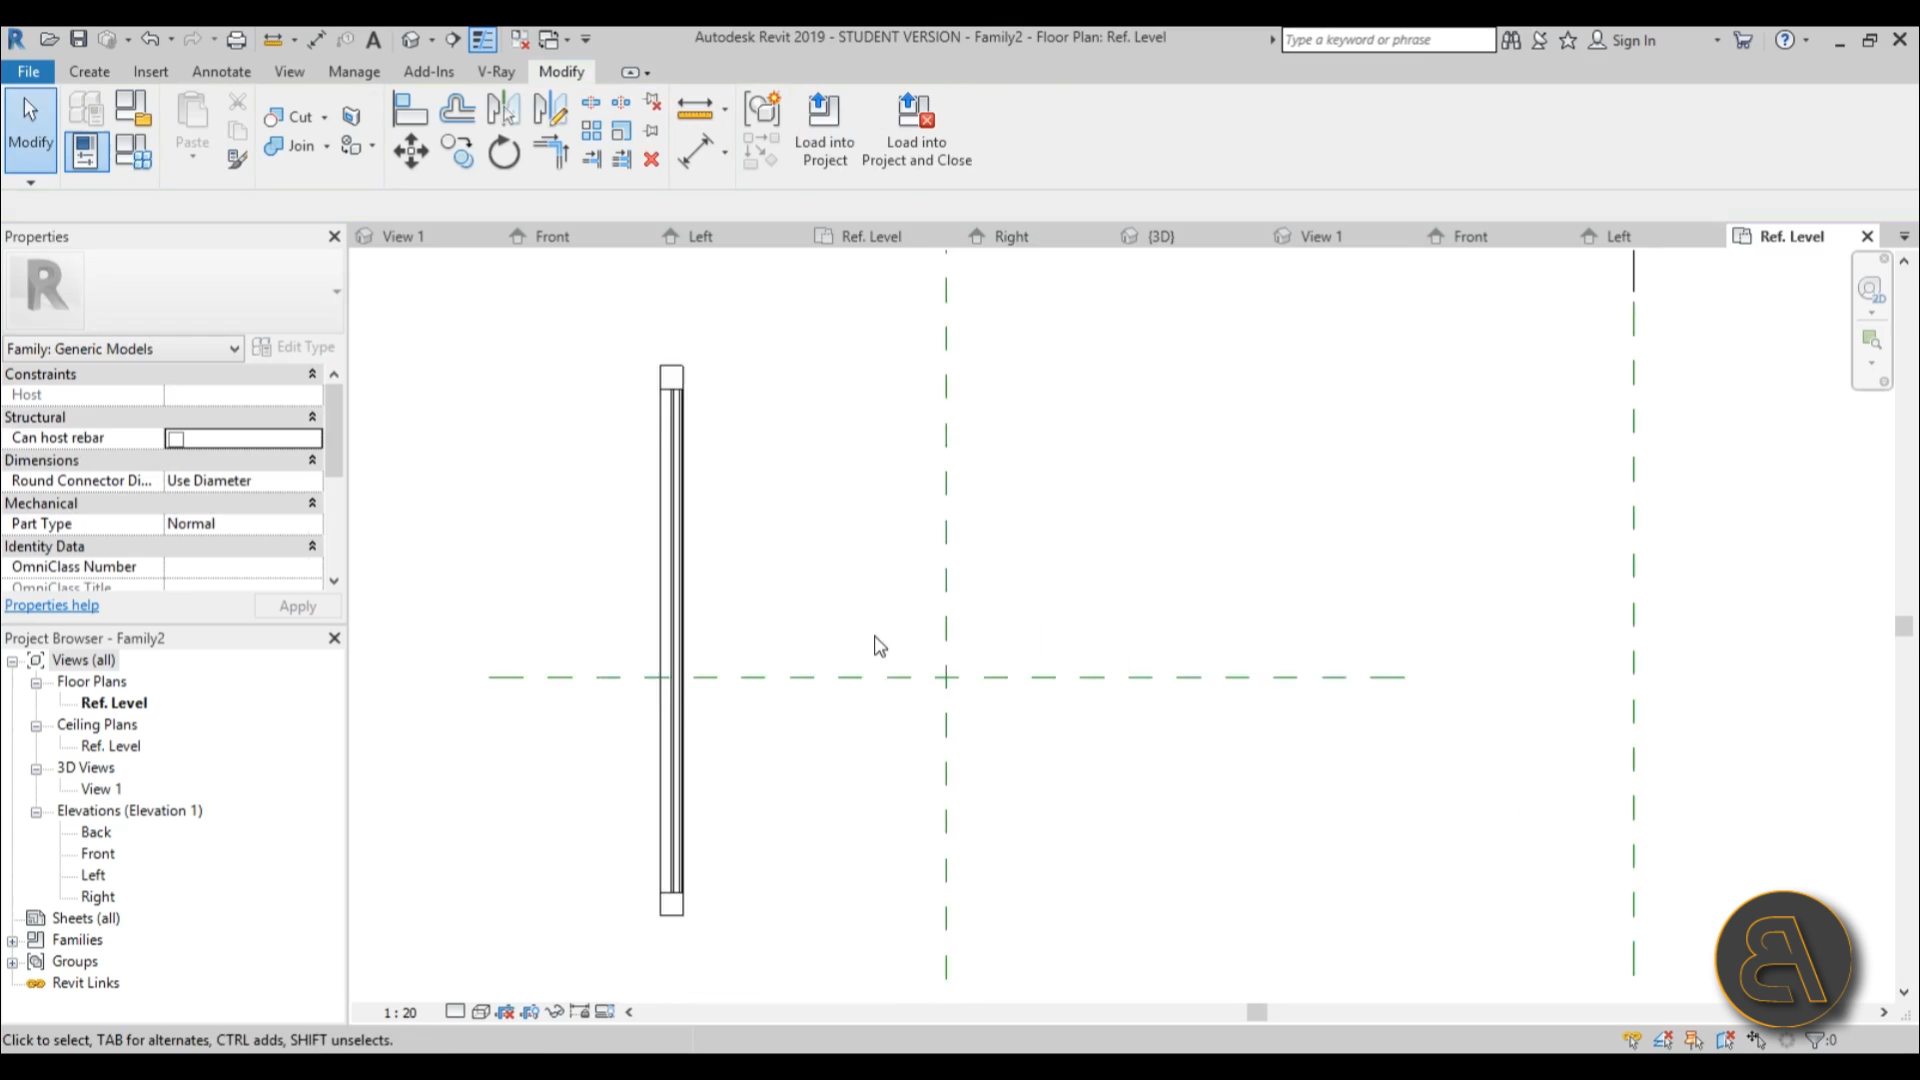 Autodesk Revit 2019 - STUDENT VERSION - Family2 - Floor Plan: Ref. Level
Type a keyword or phrase
Sign In
File Create Insert Annotate View Manage Add-Ins V-Ray Modify
Modify
Paste
Cut
Join
Load into
Project
Load into
Project and Close
Properties
View 1 Front Left Ref. Level Right {3D} View 1 Front Left Ref. Level
Family: Generic Models
Edit Type
Constraints
Host
Structural
Can host rebar
Dimensions
Round Connector Di... Use Diameter
Mechanical
Part Type Normal
Identity Data
OmniClass Number
OmniClass Title
Properties help
Apply
Project Browser - Family2
Views (all)
Floor Plans
Ref. Level
Ceiling Plans
Ref. Level
3D Views
View 1
Elevations (Elevation 1)
Back
Front
Left
Right
Sheets (all)
Families
Groups
Revit Links
2D
1 : 20
Click to select, TAB for alternates, CTRL adds, SHIFT unselects.
:0